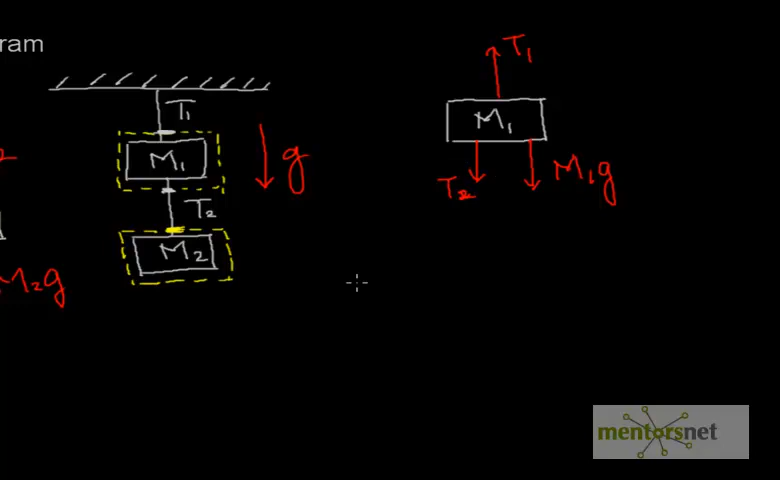 ram
T₁
M₁
g
T₂
M₂
M₂g
T₁
M₁
T₂
M₁g
mentorsnet